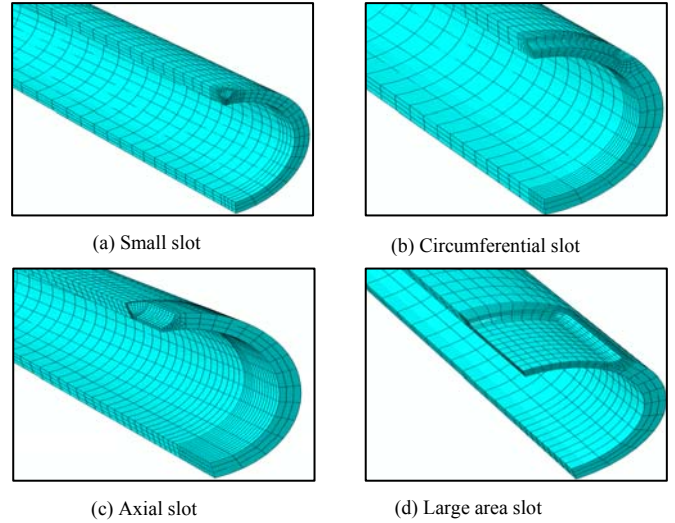 (a) Small slot
(b) Circumferential slot
(c) Axial slot
(d) Large area slot